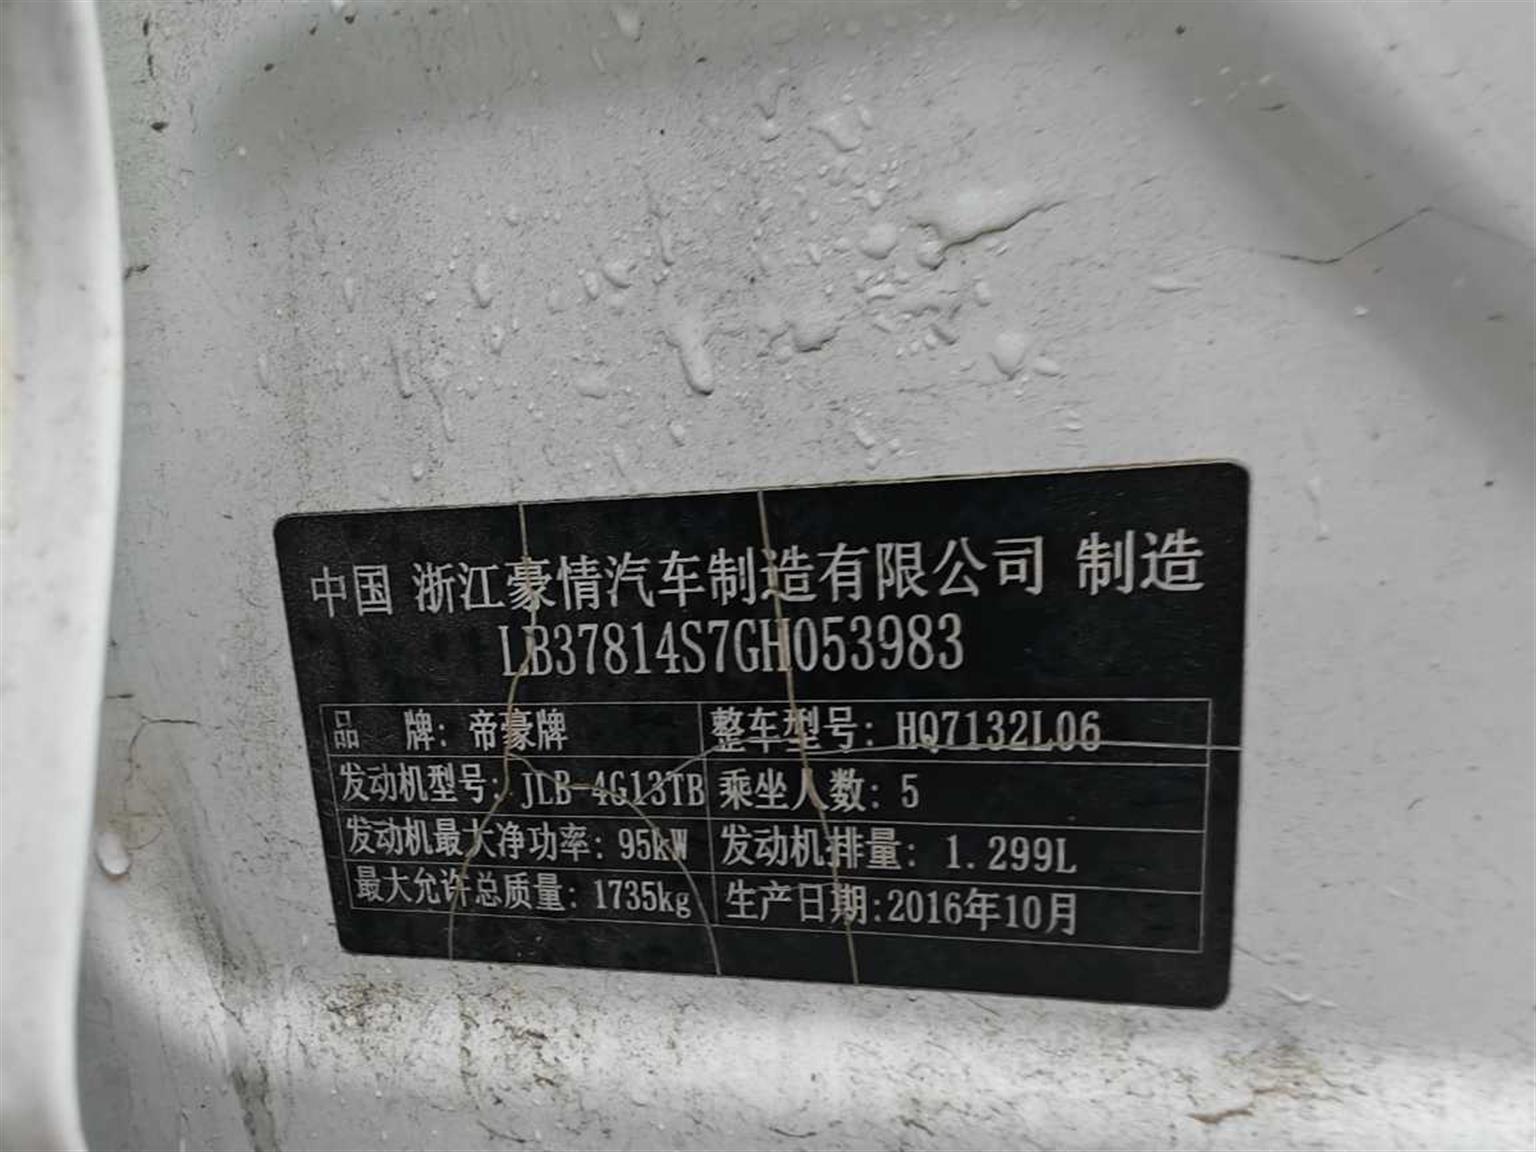 中国 浙江豪情汽车制造有限公司 制造
LB37814S7GH053983
品 牌: 帝豪牌 整车型号: HQ7132L06
发动机型号: JLB-4G13TB 乘坐人数: 5
发动机最大净功率: 95kW 发动机排量: 1.299L
最大允许总质量: 1735kg 生产日期:2016年10月